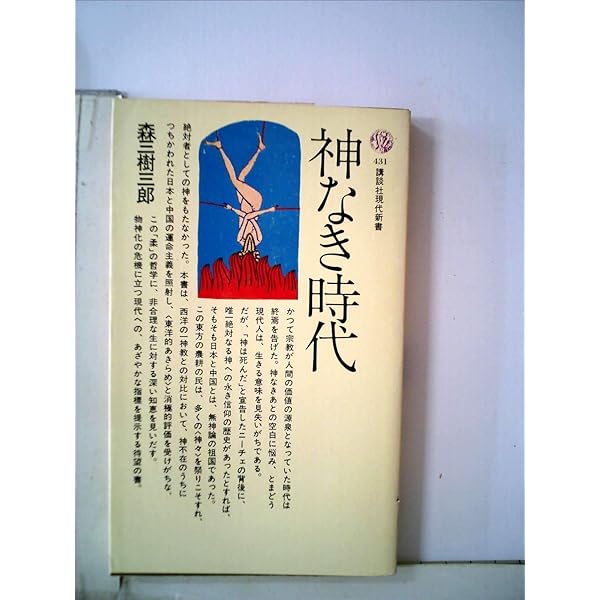 431
講談社現代新書
神なき時代
かつて宗教が人間の価値の源泉となっていた時代は
終焉を告げた。神なきあとの空白に悩み、とまどう
現代人は、生きる意味を見失いがちである。
だが、「神は死んだ」と宣告したニーチェの背後に、
唯一絶対なる神への永き信仰の歴史があったとすれば、
そもそも日本と中国とは、無神論の祖国であった。
この東方の農耕の民は、多くの〈神々〉を祭りこそすれ、
絶対者としての神をもたなかった。本書は、西洋の一神教との対比において、神不在のうちに
つちかわれた日本と中国の運命主義を照射し、〈東洋的あきらめ〉と消極的評価を受けがちな、
この「柔」の哲学に、非合理な生に対する深い知恵を見いだす。
物神化の危機に立つ現代への、あざやかな指標を提示する待望の書。
森三樹三郎